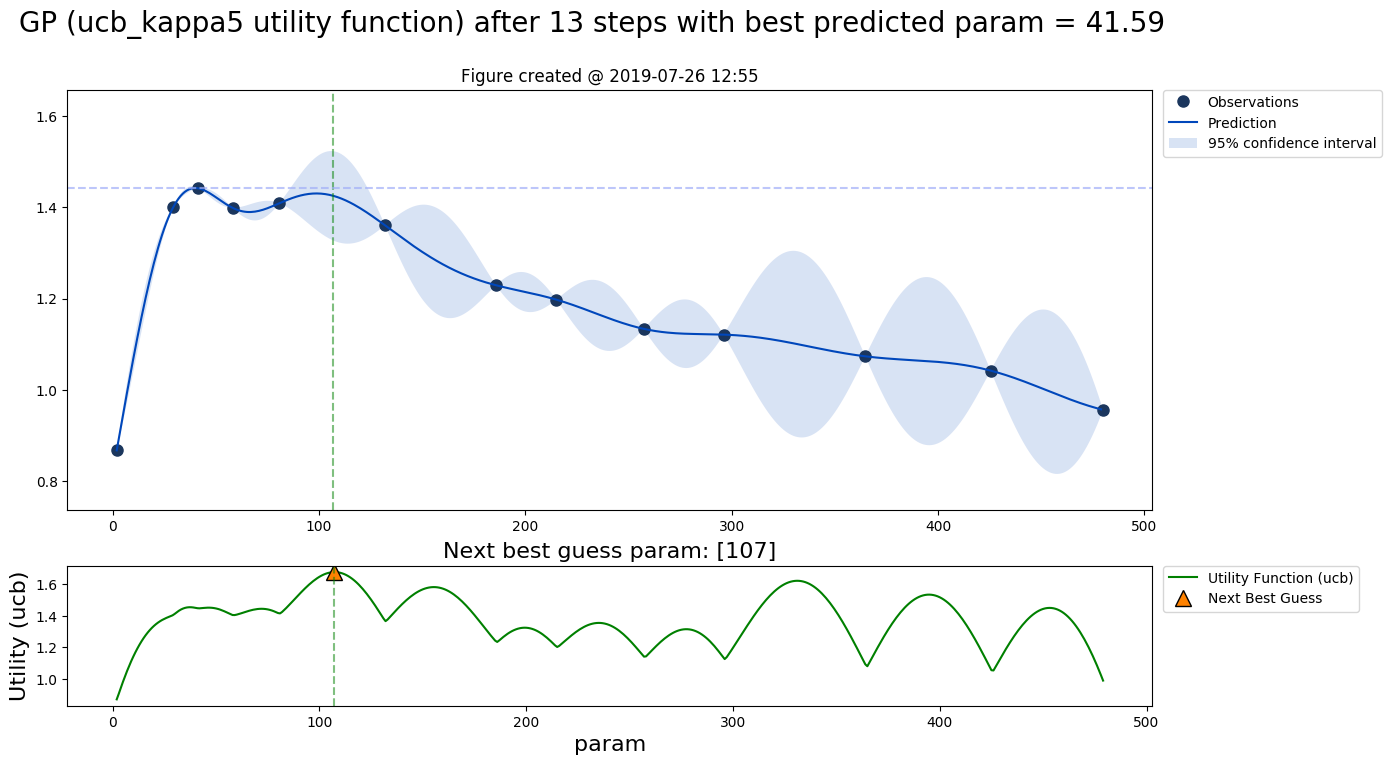 GP (ucb_kappa5 utility function) after 13 steps with best predicted param = 41.59
Figure created @ 2019-07-26 12:55
1.6
1.4
1.2
1.0
0.8
0
100
200
300
400
500
Observations
Prediction
95% confidence interval
Next best guess param: [107]
Utility (ucb)
1.6
1.4
1.2
1.0
0
100
200
300
400
500
param
Utility Function (ucb)
Next Best Guess